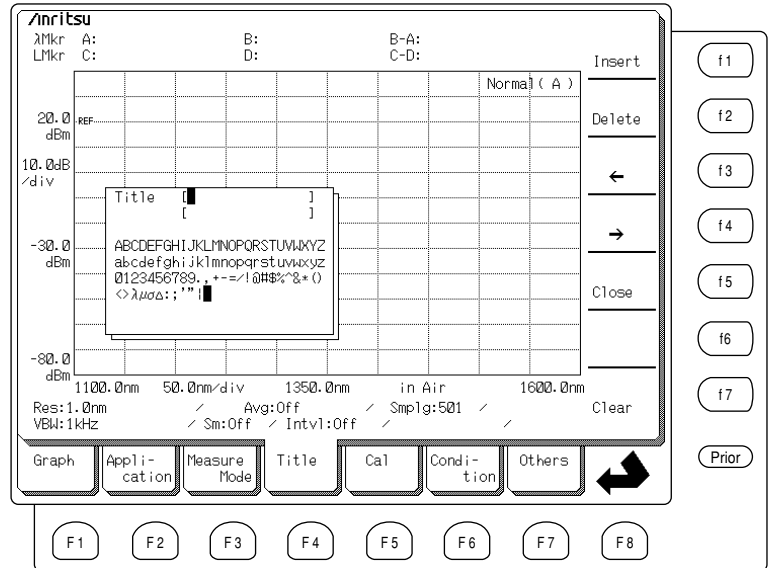 Anritsu
λMkr A: B: B-A:
LMkr C: D: C-D:
Normal( A )
20.0 REF
dBm
10.0dB
/div
-30.0
dBm
-80.0
dBm
Title [ ]
[ ]
ABCDEFGHIJKLMNOPQRSTUVWXYZ
abcdefghijklmnopqrstuvwxyz
0123456789.,+-=/!@#$%^&*()
<>λμσΔ:;'"¦
1100.0nm 50.0nm/div 1350.0nm in Air 1600.0nm
Res:1.0nm / Avg:Off / Smplg:501 /
VBW:1kHz / Sm:Off / Intvl:Off / /
Insert
Delete
←
→
Close
Clear
Graph
Appli-
cation
Measure
Mode
Title
Cal
Condi-
tion
Others
f1
f2
f3
f4
f5
f6
f7
Prior
F1 F2 F3 F4 F5 F6 F7 F8